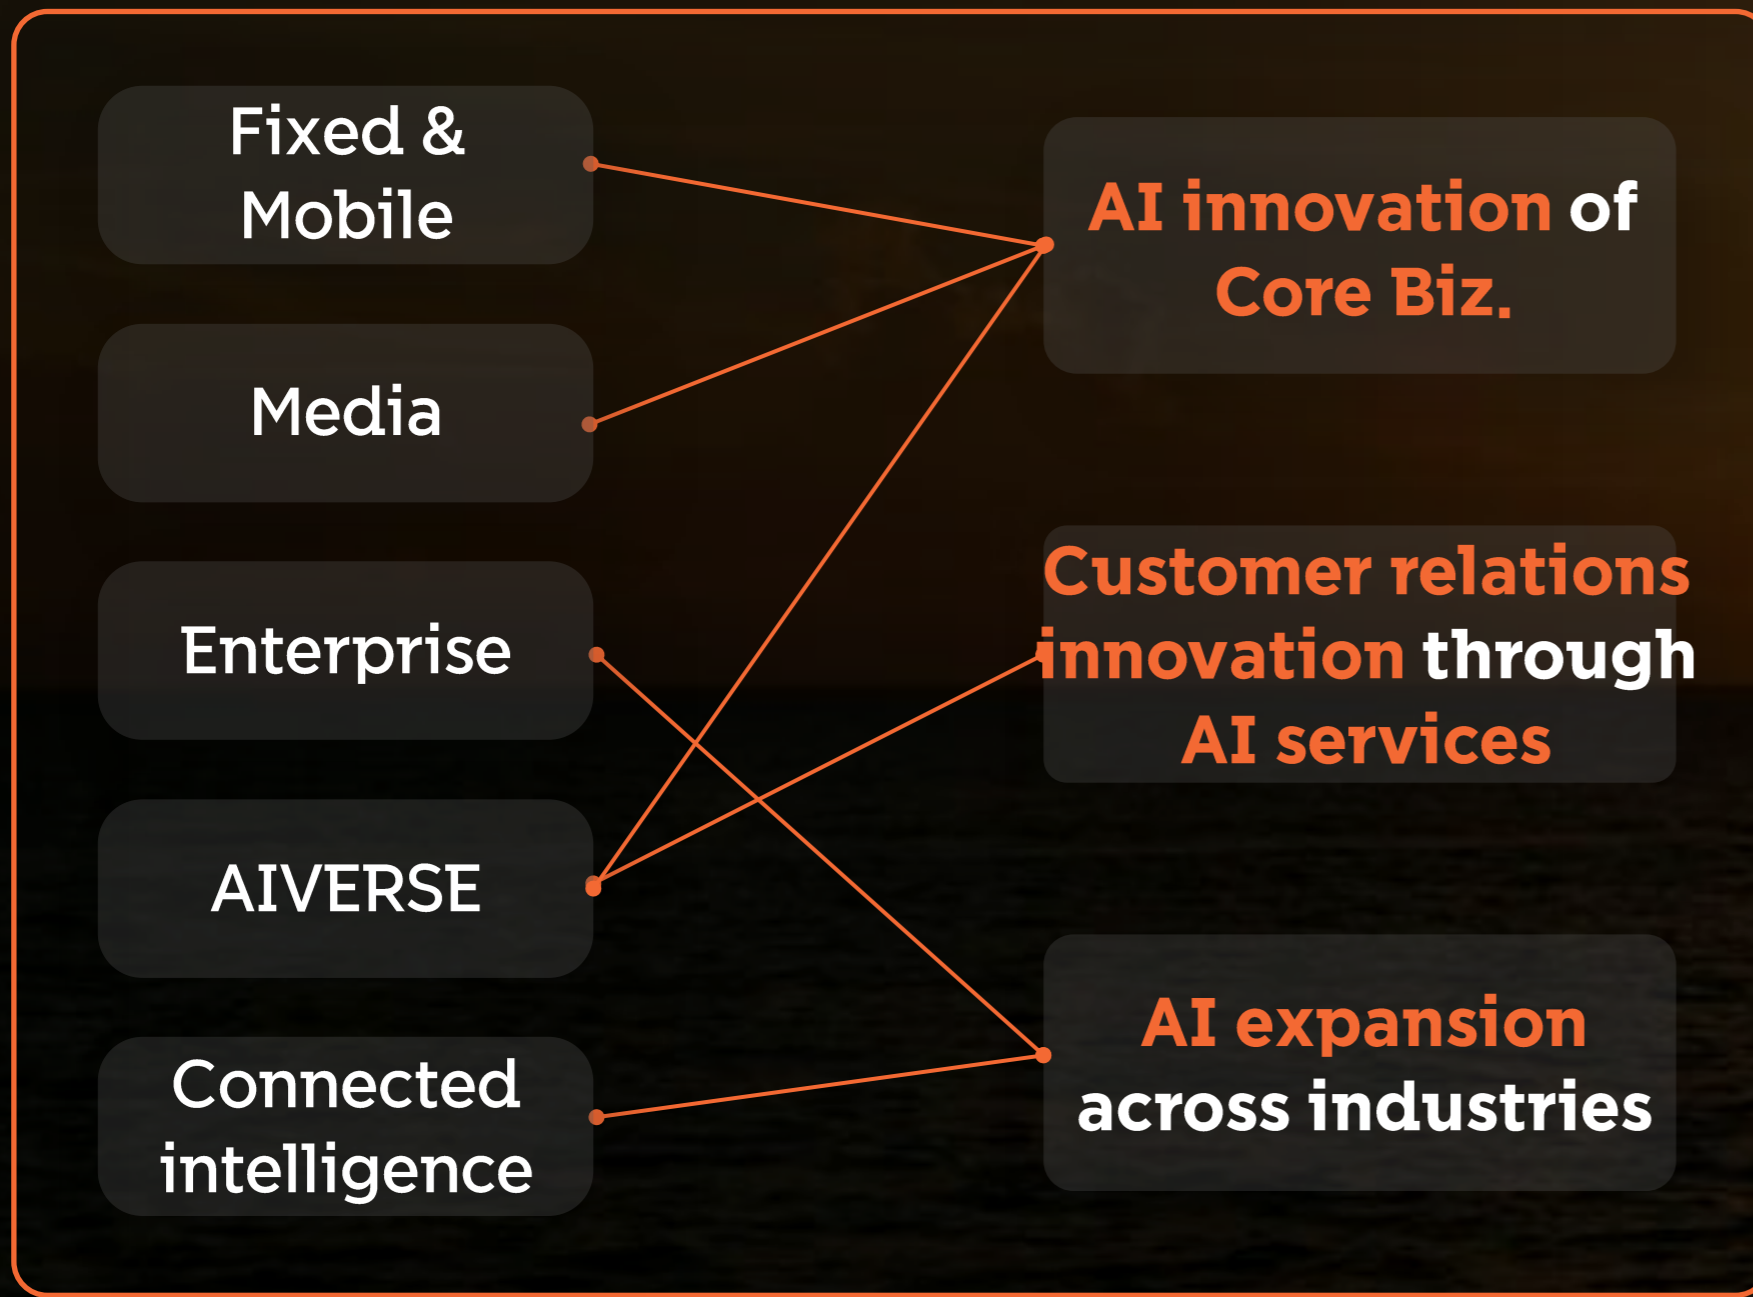 Fixed &
Mobile
Media
Enterprise
AIVERSE
Connected
intelligence
AI innovation of
Core Biz.
Customer relations
innovation through
AI services
AI expansion
across industries